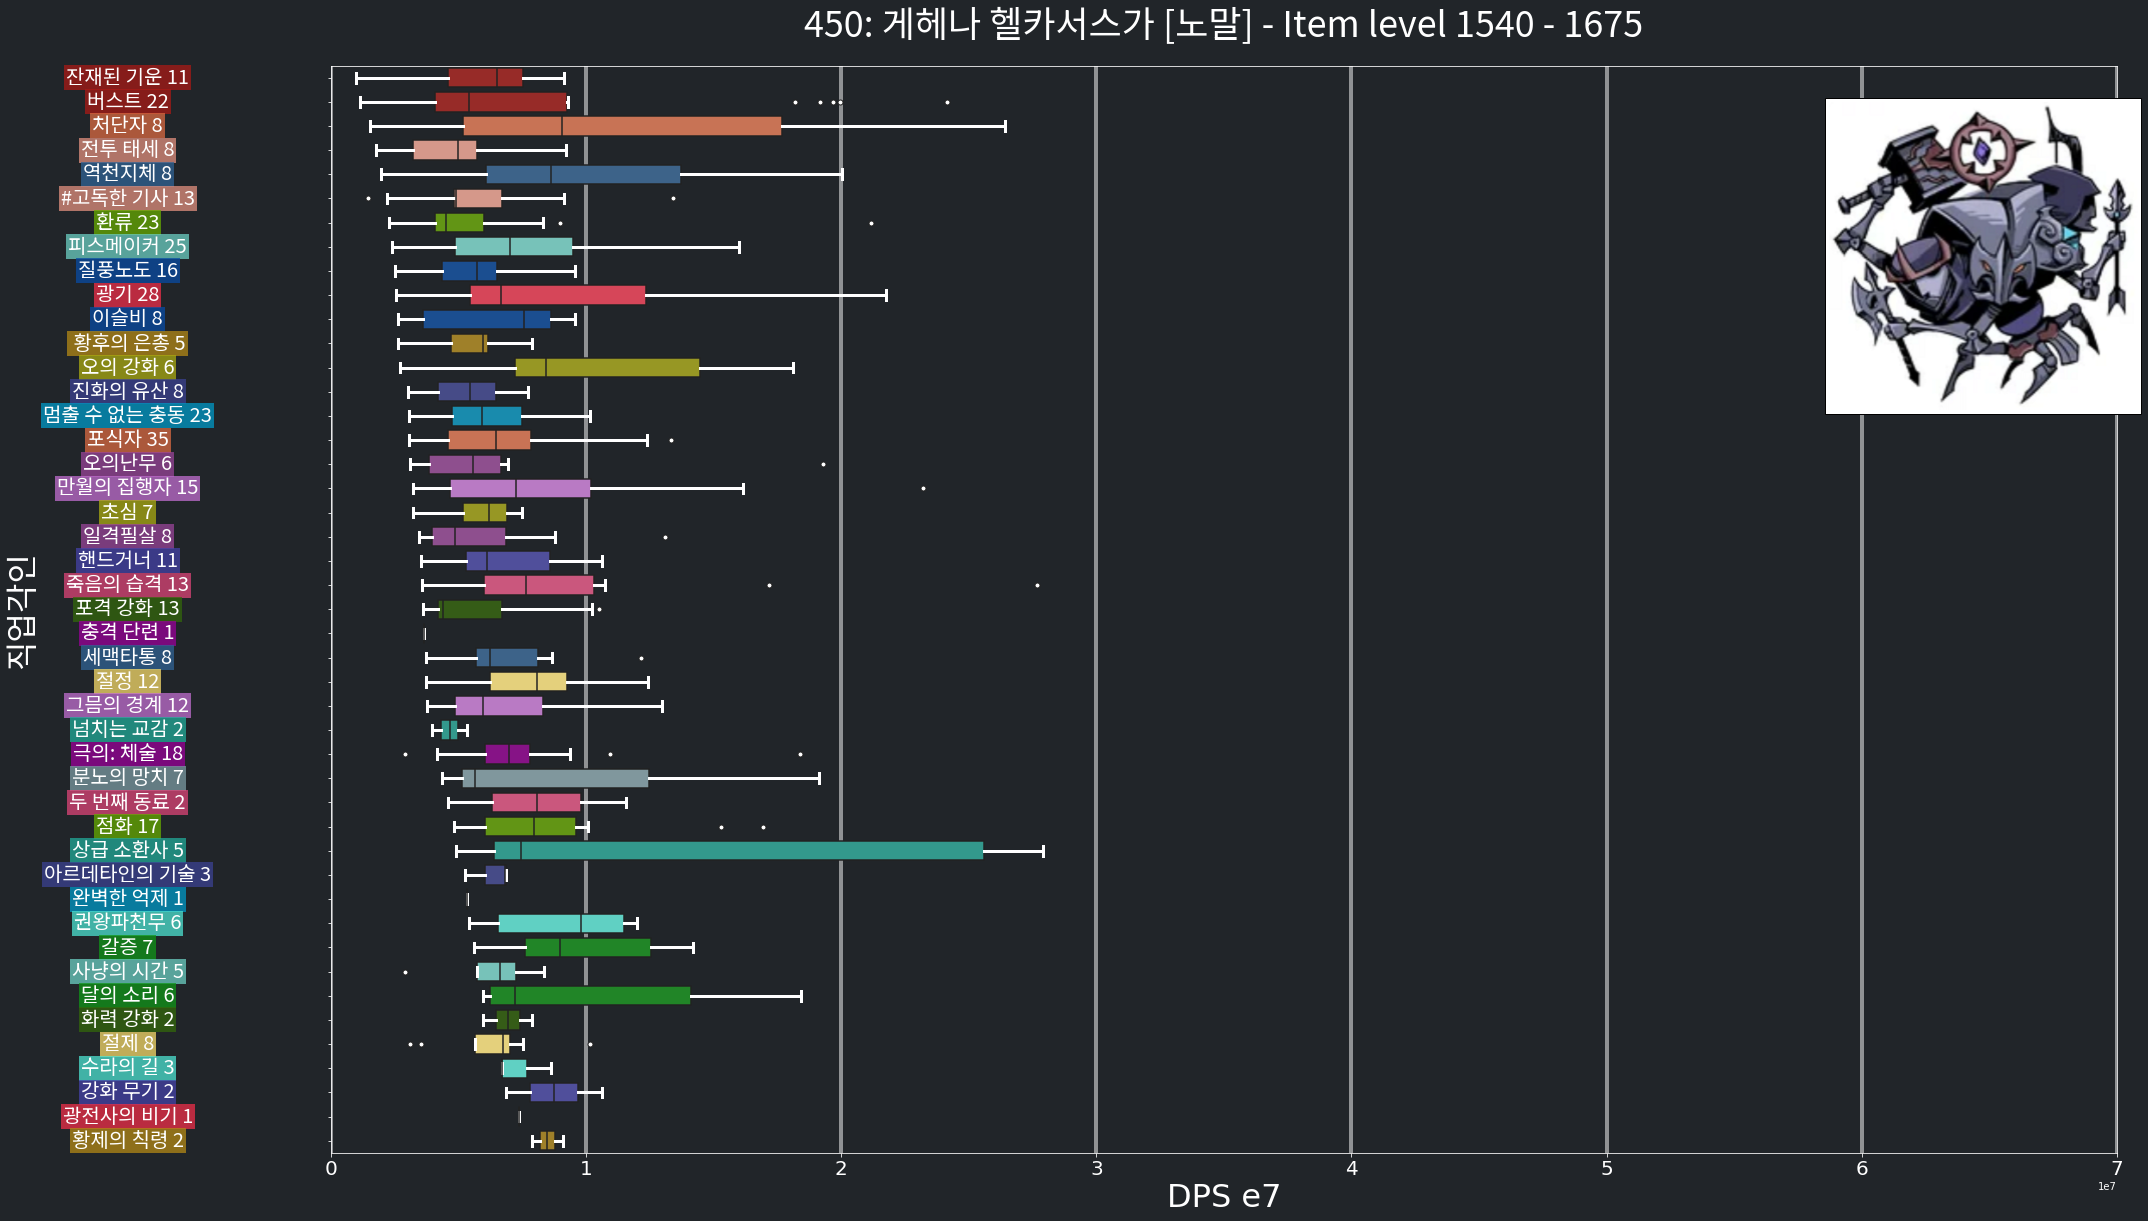 450: 게헤나 헬카서스가 [노말] - Item level 1540 - 1675
잔재된 기운 11
버스트 22
처단자 8
전투 태세 8
역천지체 8
#고독한 기사 13
환류 23
피스메이커 25
질풍노도 16
광기 28
이슬비 8
황후의 은총 5
오의 강화 6
진화의 유산 8
멈출 수 없는 충동 23
포식자 35
오의난무 6
만월의 집행자 15
초심 7
일격필살 8
핸드거너 11
죽음의 습격 13
포격 강화 13
충격 단련 1
세맥타통 8
절정 12
그믐의 경계 12
넘치는 교감 2
극의: 체술 18
분노의 망치 7
두 번째 동료 2
점화 17
상급 소환사 5
아르데타인의 기술 3
완벽한 억제 1
권왕파천무 6
갈증 7
사냥의 시간 5
달의 소리 6
화력 강화 2
절제 8
수라의 길 3
강화 무기 2
광전사의 비기 1
황제의 칙령 2
직업각인
0 1 2 3 4 5 6 7
1e7
DPS e7